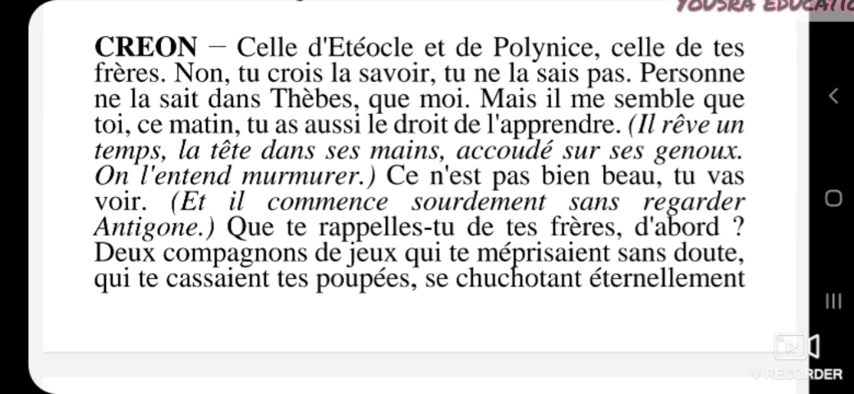 YOUSRA EDUCATIO
CREON – Celle d'Etéocle et de Polynice, celle de tes
frères. Non, tu crois la savoir, tu ne la sais pas. Personne
ne la sait dans Thèbes, que moi. Mais il me semble que
toi, ce matin, tu as aussi le droit de l'apprendre. (Il rêve un
temps, la tête dans ses mains, accoudé sur ses genoux.
On l'entend murmurer.) Ce n'est pas bien beau, tu vas
voir. (Et il commence sourdement sans regarder
Antigone.) Que te rappelles-tu de tes frères, d'abord ?
Deux compagnons de jeux qui te méprisaient sans doute,
qui te cassaient tes poupées, se chuchotant éternellement
V RECORDER